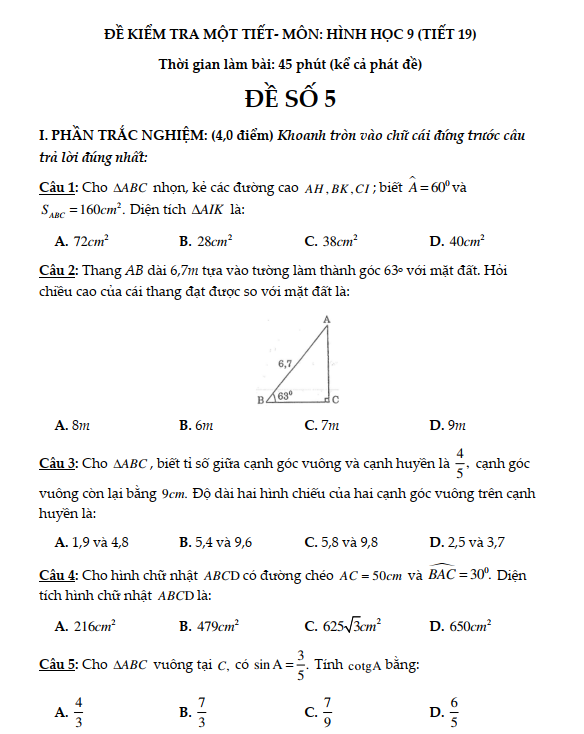 ĐỀ KIỂM TRA MỘT TIẾT- MÔN: HÌNH HỌC 9 (TIẾT 19)
Thời gian làm bài: 45 phút (kể cả phát đề)
ĐỀ SỐ 5
I. PHẦN TRẮC NGHIỆM: (4,0 điểm) Khoanh tròn vào chữ cái đứng trước câu
trả lời đúng nhất:
Câu 1: Cho ΔABC nhọn, kẻ các đường cao AH, BK, CI; biết Â = 60⁰ và
S_ABC = 160cm². Diện tích ΔAIK là:
A. 72cm² B. 28cm² C. 38cm² D. 40cm²
Câu 2: Thang AB dài 6,7m tựa vào tường làm thành góc 63º với mặt đất. Hỏi
chiều cao của cái thang đạt được so với mặt đất là:
A
6,7
B 63⁰ C
A. 8m B. 6m C. 7m D. 9m
Câu 3: Cho ΔABC, biết tỉ số giữa cạnh góc vuông và cạnh huyền là 4/5, cạnh góc
vuông còn lại bằng 9cm. Độ dài hai hình chiếu của hai cạnh góc vuông trên cạnh
huyền là:
A. 1,9 và 4,8 B. 5,4 và 9,6 C. 5,8 và 9,8 D. 2,5 và 3,7
Câu 4: Cho hình chữ nhật ABCD có đường chéo AC = 50cm và BAC = 30⁰. Diện
tích hình chữ nhật ABCD là:
A. 216cm² B. 479cm² C. 625√3cm² D. 650cm²
Câu 5: Cho ΔABC vuông tại C, có sin A = 3/5. Tính cotgA bằng:
A. 4/3 B. 7/3 C. 7/9 D. 6/5